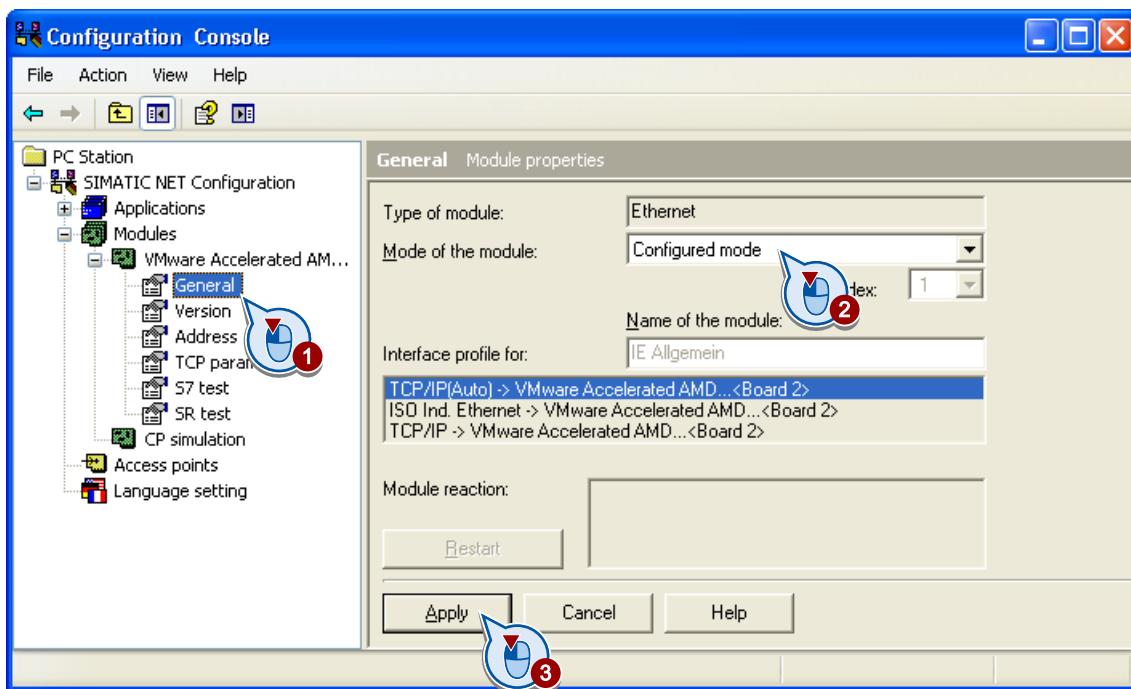 Configuration Console
File Action View Help
PC Station
SIMATIC NET Configuration
Applications
Modules
VMware Accelerated AM...
General
Version
Address
TCP param
S7 test
SR test
CP simulation
Access points
Language setting
General Module properties
Type of module: Ethernet
Mode of the module: Configured mode
dex: 1
Name of the module:
Interface profile for: IE Allgemein
TCP/IP(Auto) -> VMware Accelerated AMD...<Board 2>
ISO Ind. Ethernet -> VMware Accelerated AMD...<Board 2>
TCP/IP -> VMware Accelerated AMD...<Board 2>
Module reaction:
Restart
Apply Cancel Help
1
2
3